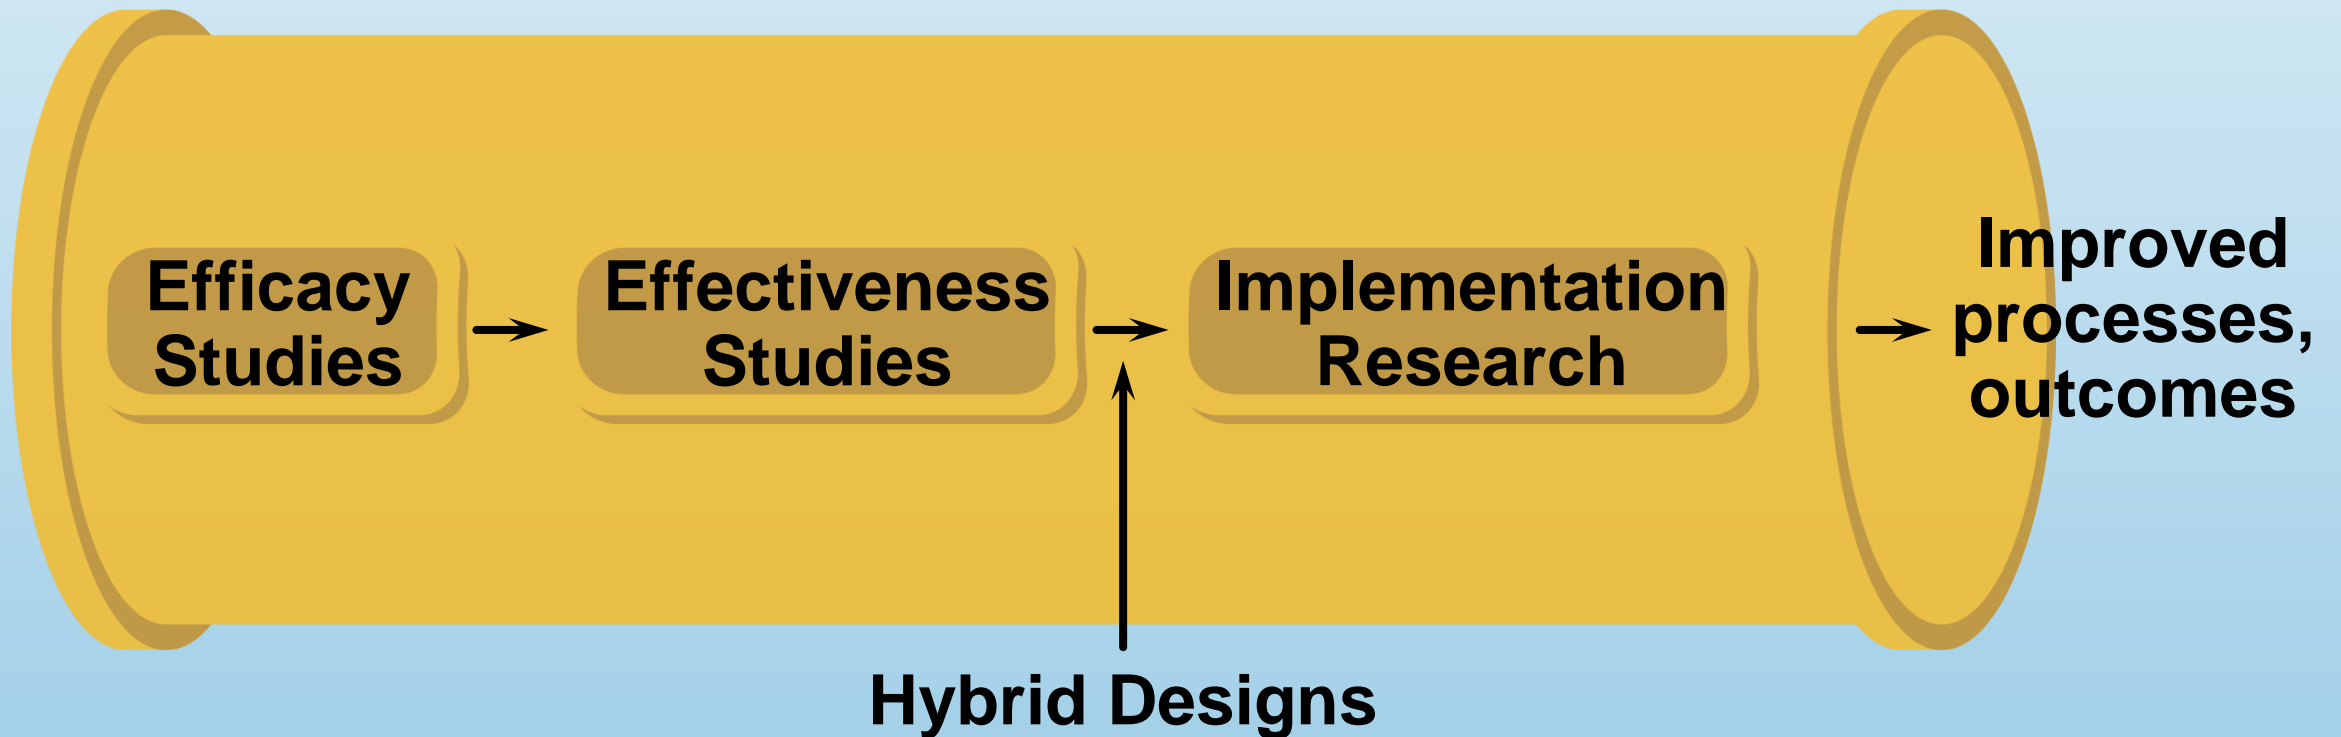 Efficacy
Studies
Effectiveness
Studies
Implementation
Research
Improved
processes,
outcomes
Hybrid Designs